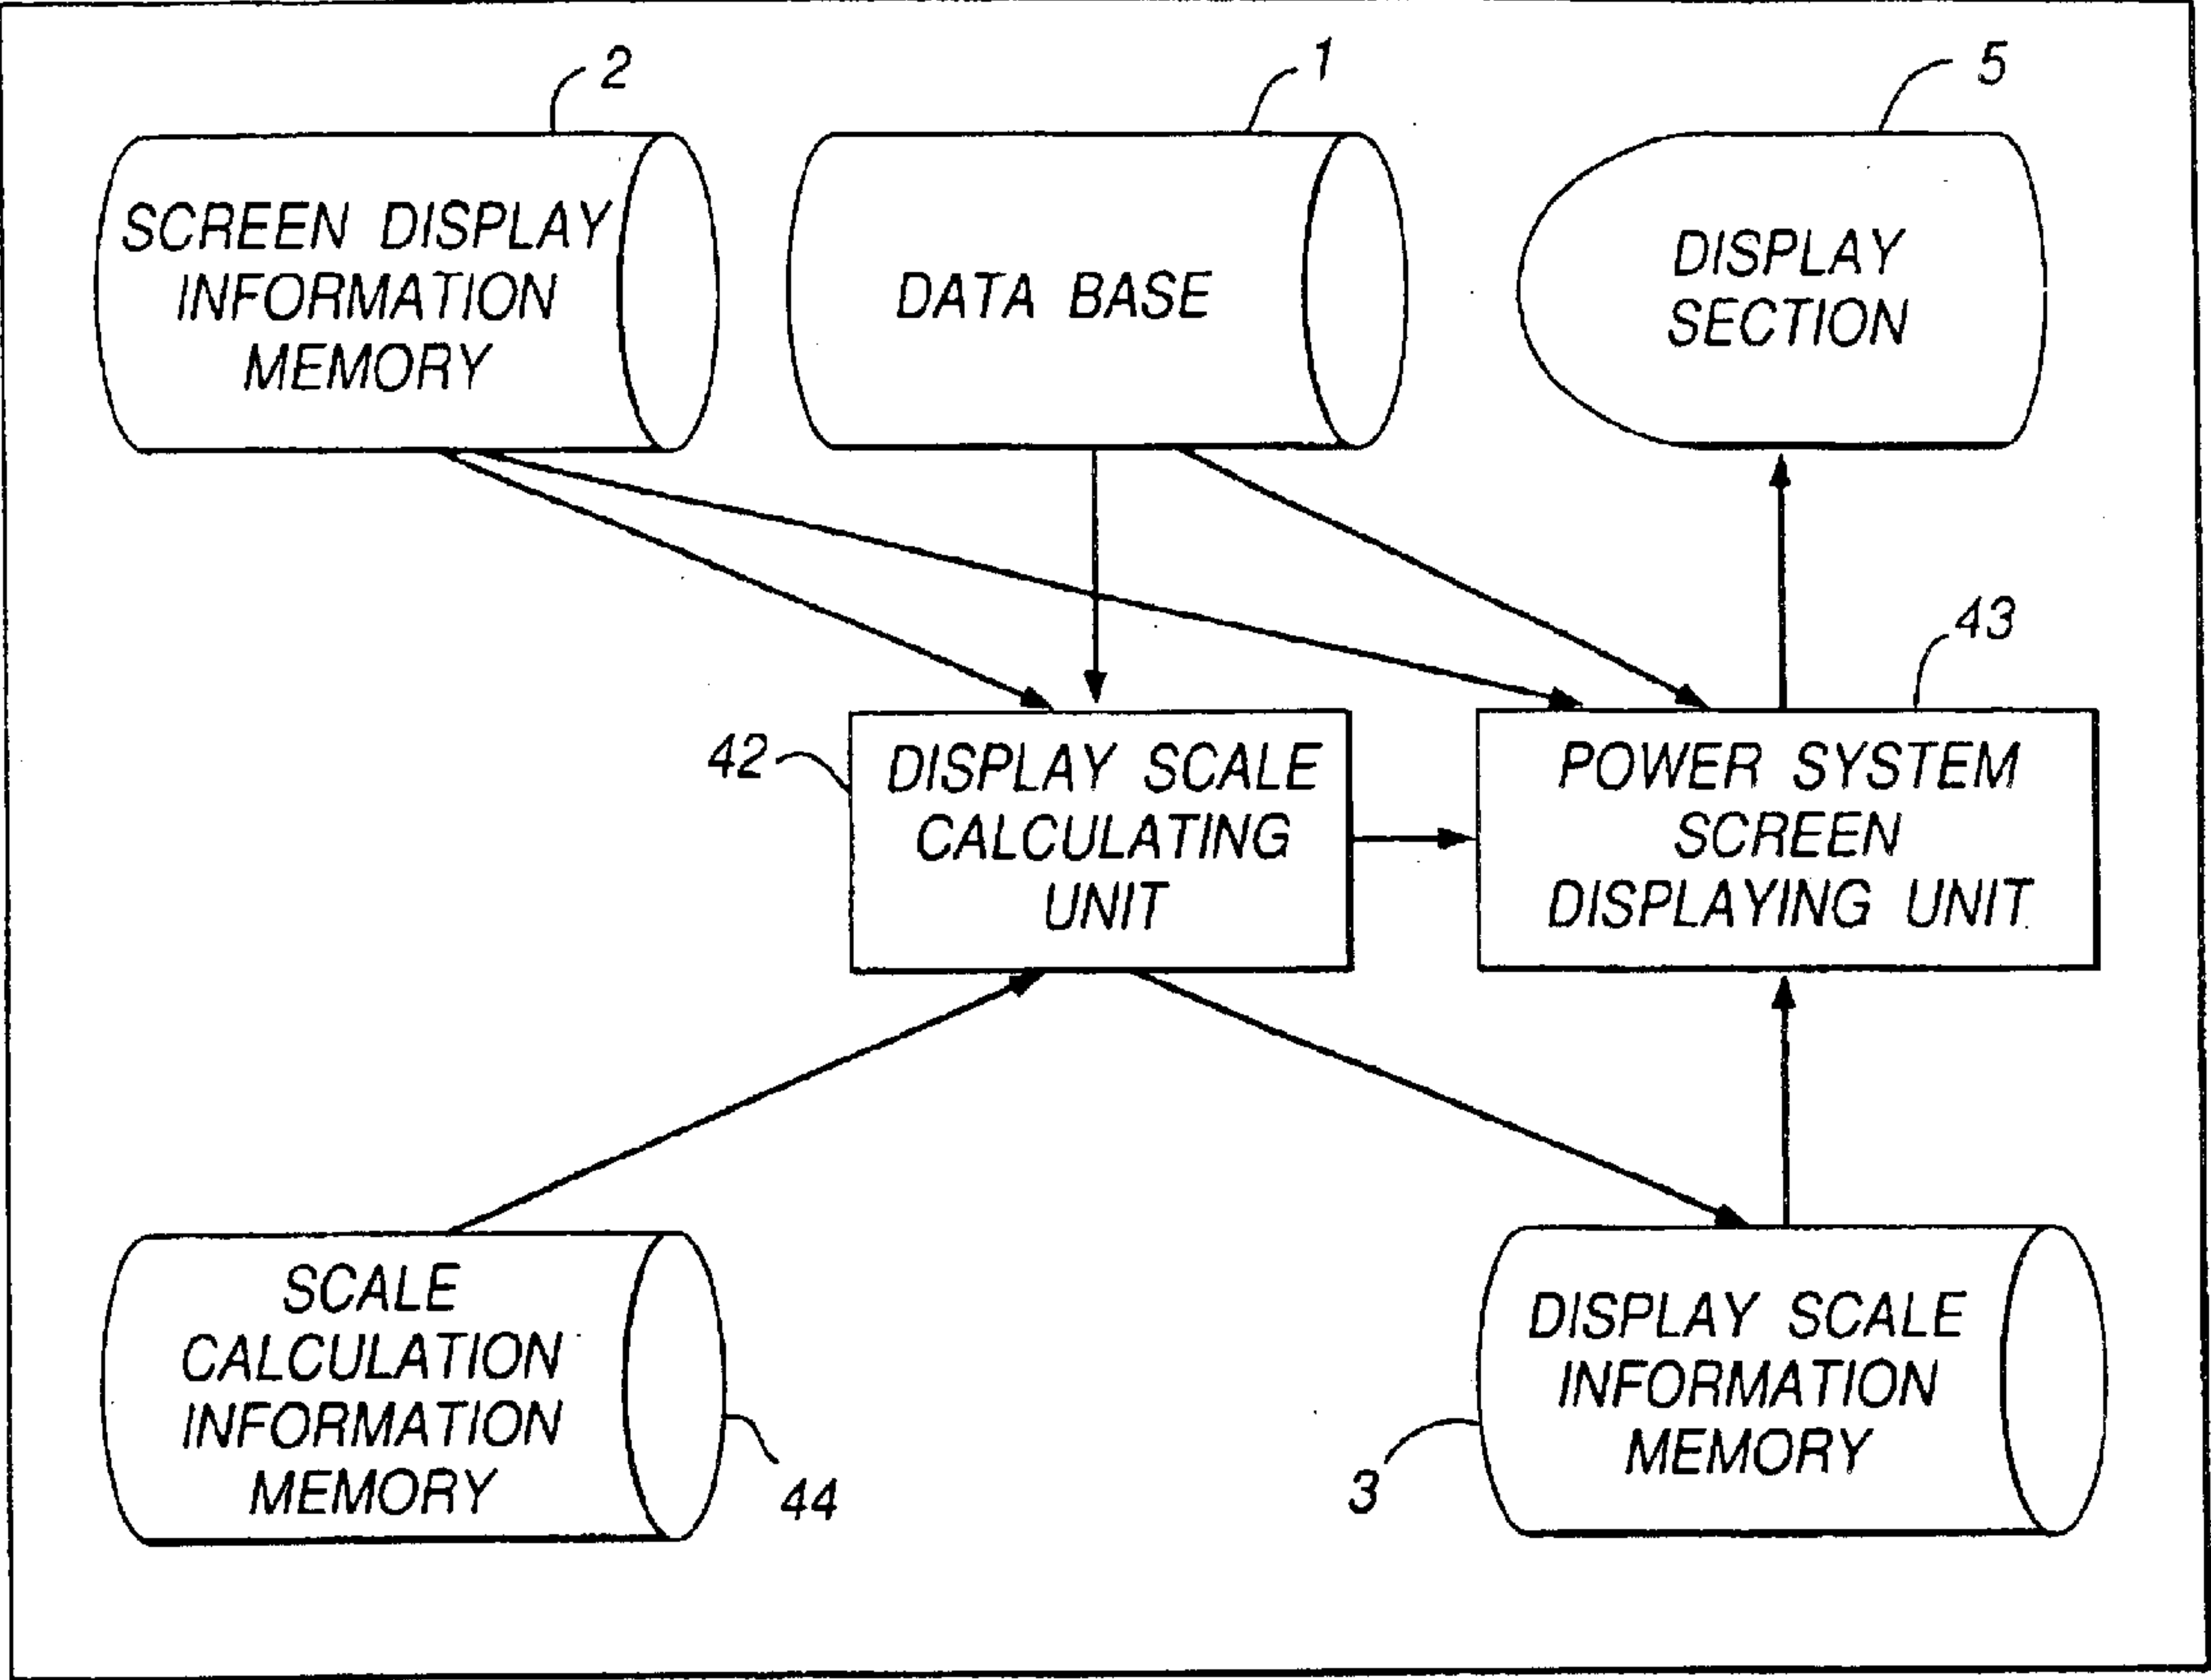 2
1
5
SCREEN DISPLAY
INFORMATION
MEMORY
DATA BASE
DISPLAY
SECTION
43
42
DISPLAY SCALE
CALCULATING
UNIT
POWER SYSTEM
SCREEN
DISPLAYING UNIT
SCALE
CALCULATION
INFORMATION
MEMORY
44
DISPLAY SCALE
INFORMATION
MEMORY
3